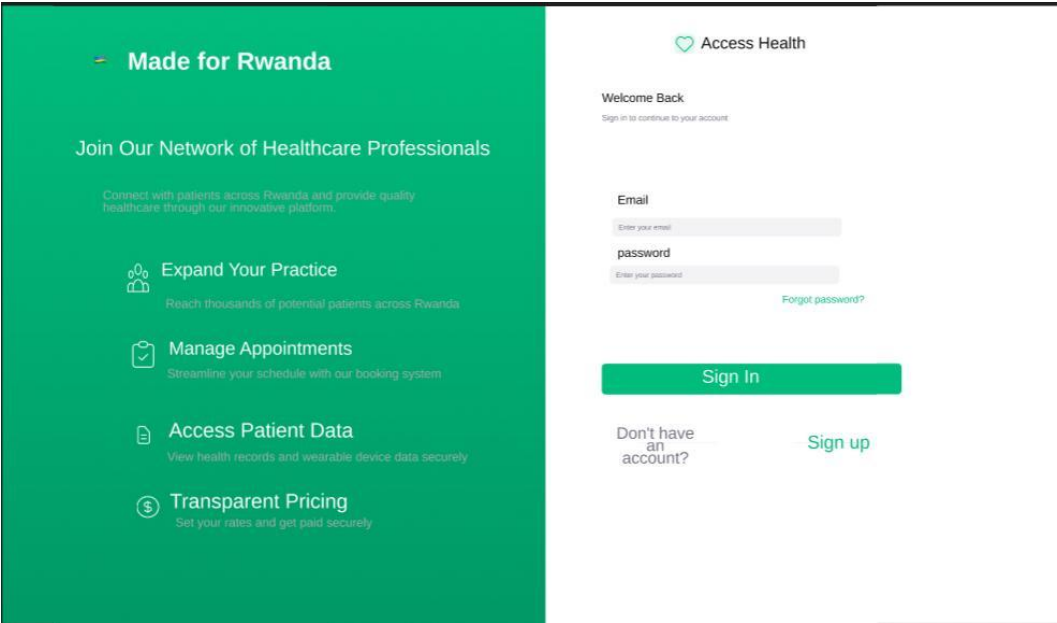 Made for Rwanda
Join Our Network of Healthcare Professionals
Connect with patients across Rwanda and provide quality
healthcare through our innovative platform.
Expand Your Practice
Reach thousands of potential patients across Rwanda
Manage Appointments
Streamline your schedule with our booking system
Access Patient Data
View health records and wearable device data securely
$
Transparent Pricing
Set your rates and get paid securely
Access Health
Welcome Back
Sign in to continue to your account
Email
Enter your email
password
Enter your password
Forgot password?
Sign In
Don't have
an
account?
Sign up